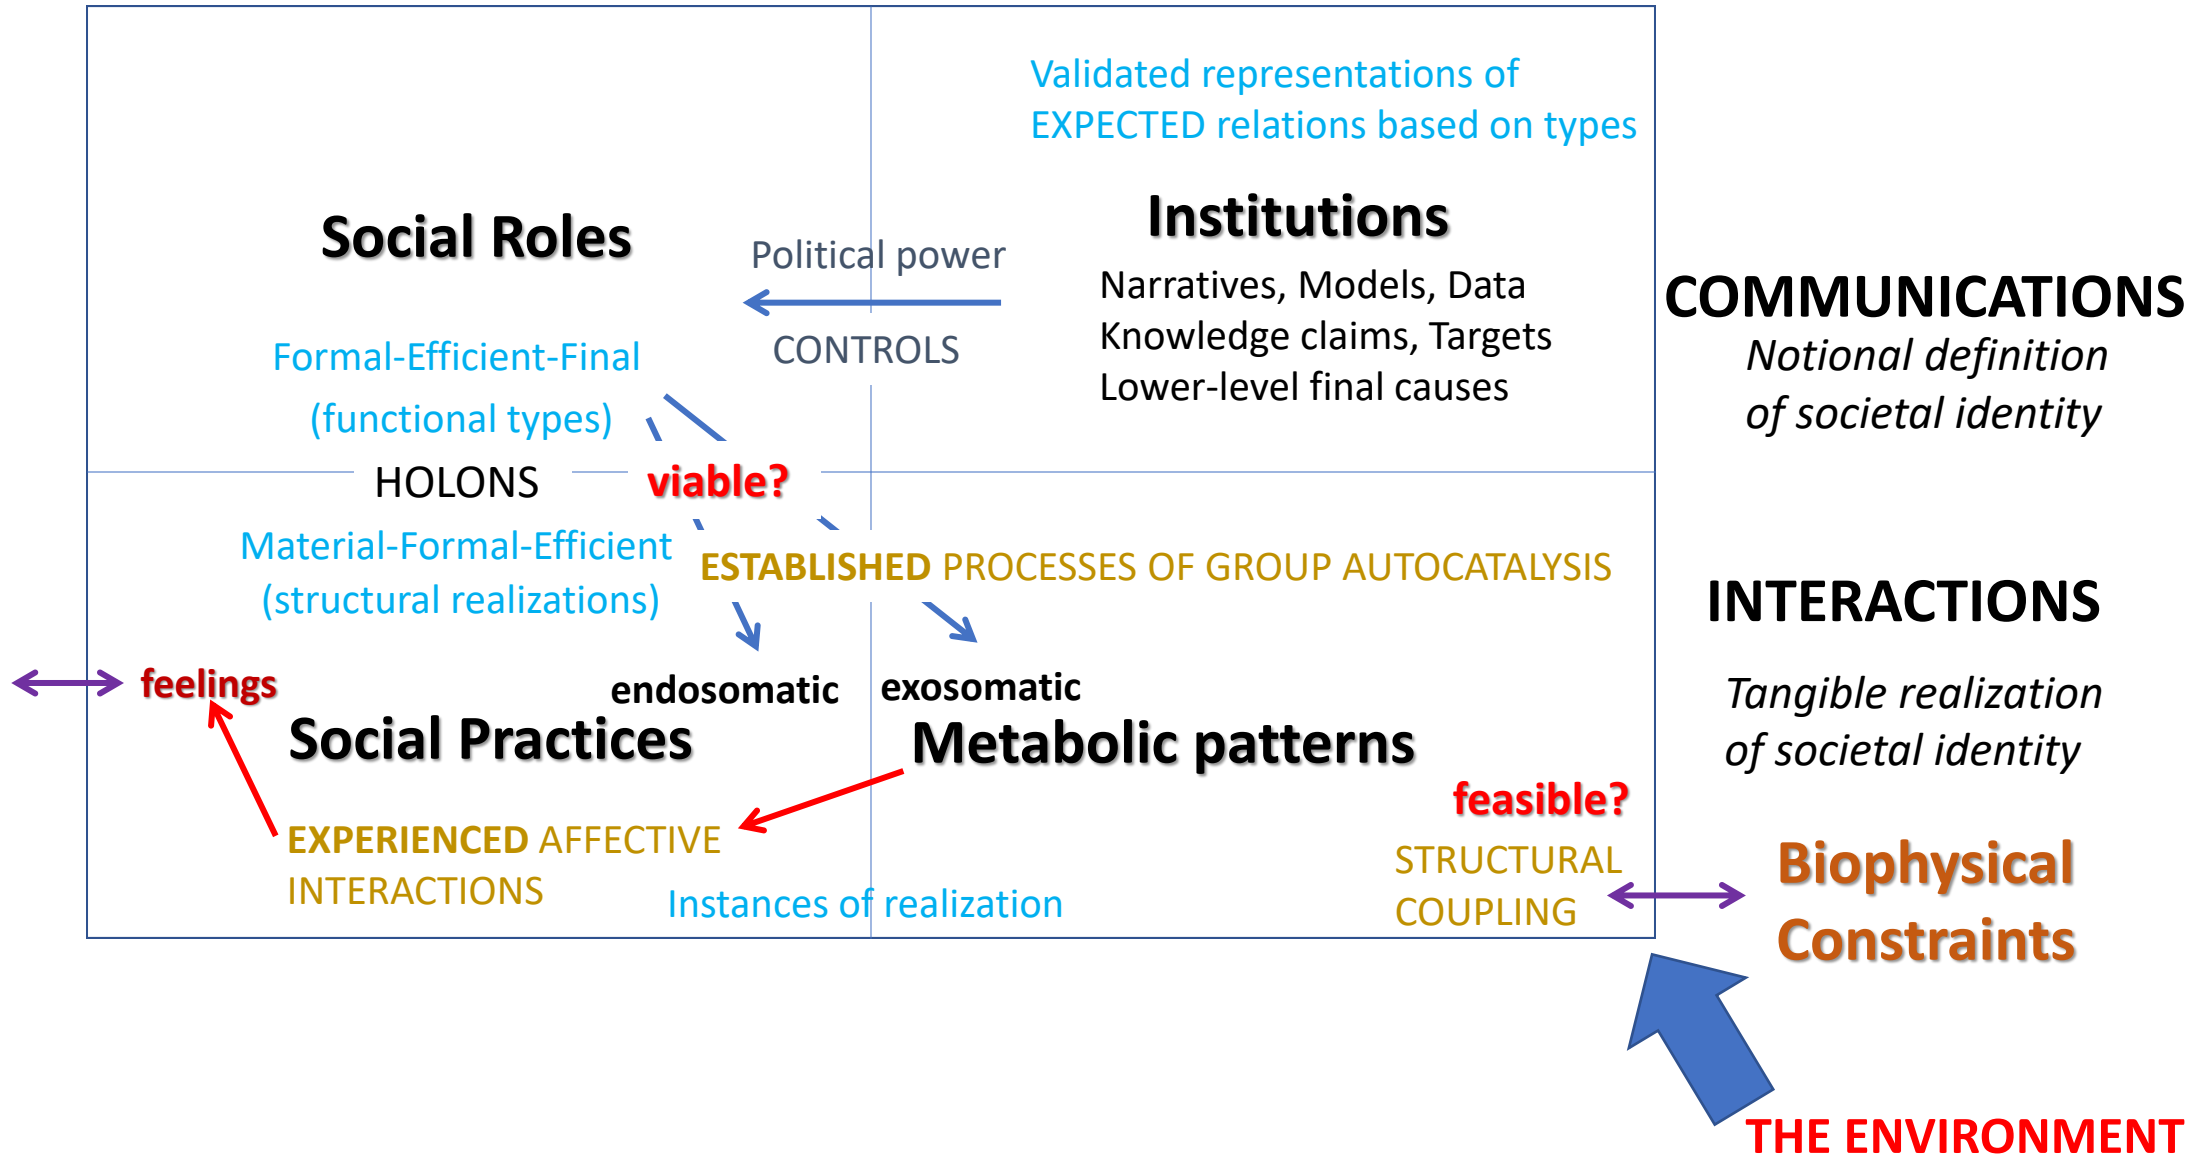 Validated representations of
EXPECTED relations based on types
Social Roles
Institutions
Political power
CONTROLS
Narratives, Models, Data
Knowledge claims, Targets
Lower-level final causes
COMMUNICATIONS
Notional definition
of societal identity
Formal-Efficient-Final
(functional types)
HOLONS
viable?
Material-Formal-Efficient
(structural realizations)
ESTABLISHED PROCESSES OF GROUP AUTOCATALYSIS
INTERACTIONS
Tangible realization
of societal identity
feelings
endosomatic
exosomatic
Social Practices
Metabolic patterns
feasible?
EXPERIENCED AFFECTIVE
INTERACTIONS
Instances of realization
STRUCTURAL
COUPLING
Biophysical
Constraints
THE ENVIRONMENT